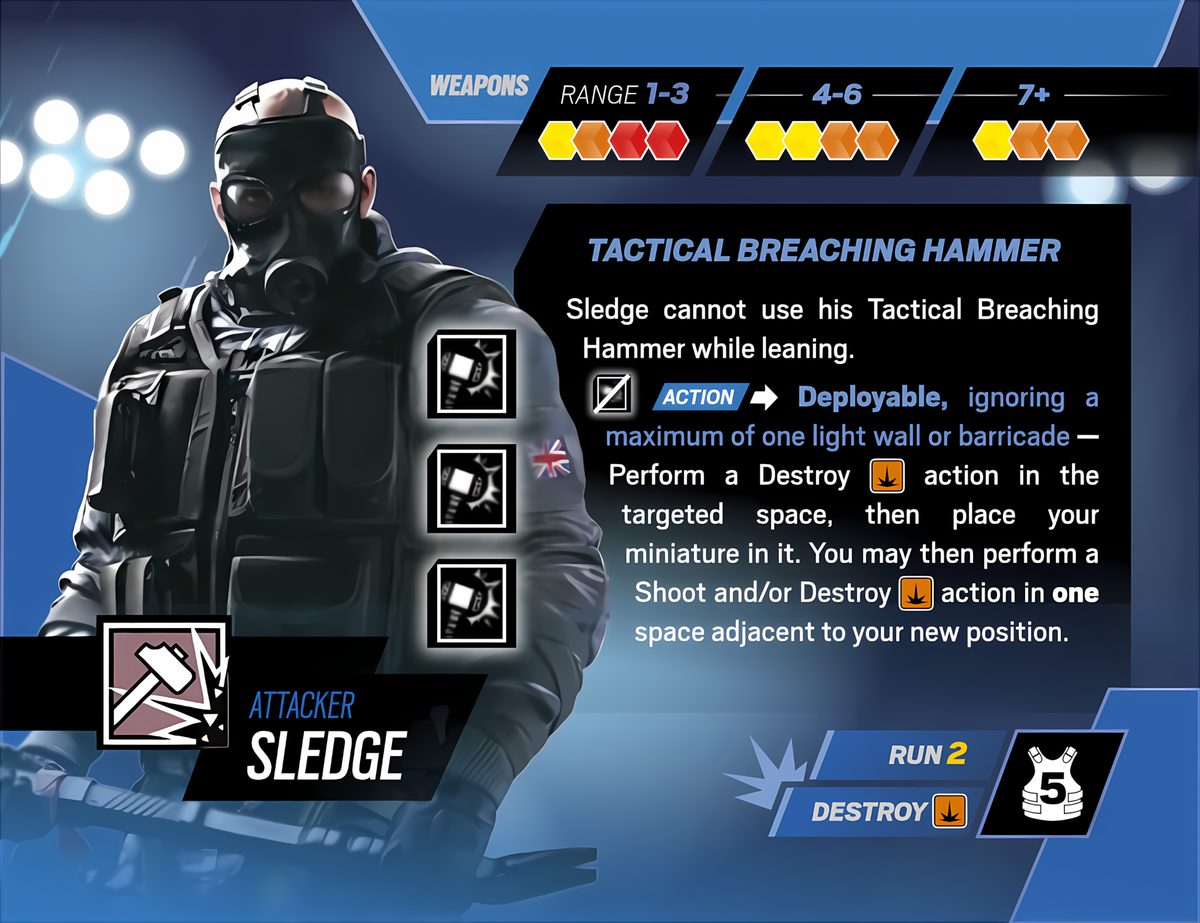 WEAPONS
RANGE 1-3
4-6
7+
TACTICAL BREACHING HAMMER
Sledge cannot use his Tactical Breaching
Hammer while leaning.
ACTION Deployable, ignoring a
maximum of one light wall or barricade —
Perform a Destroy action in the
targeted space, then place your
miniature in it. You may then perform a
Shoot and/or Destroy action in one
space adjacent to your new position.
ATTACKER
SLEDGE
RUN 2
DESTROY
5